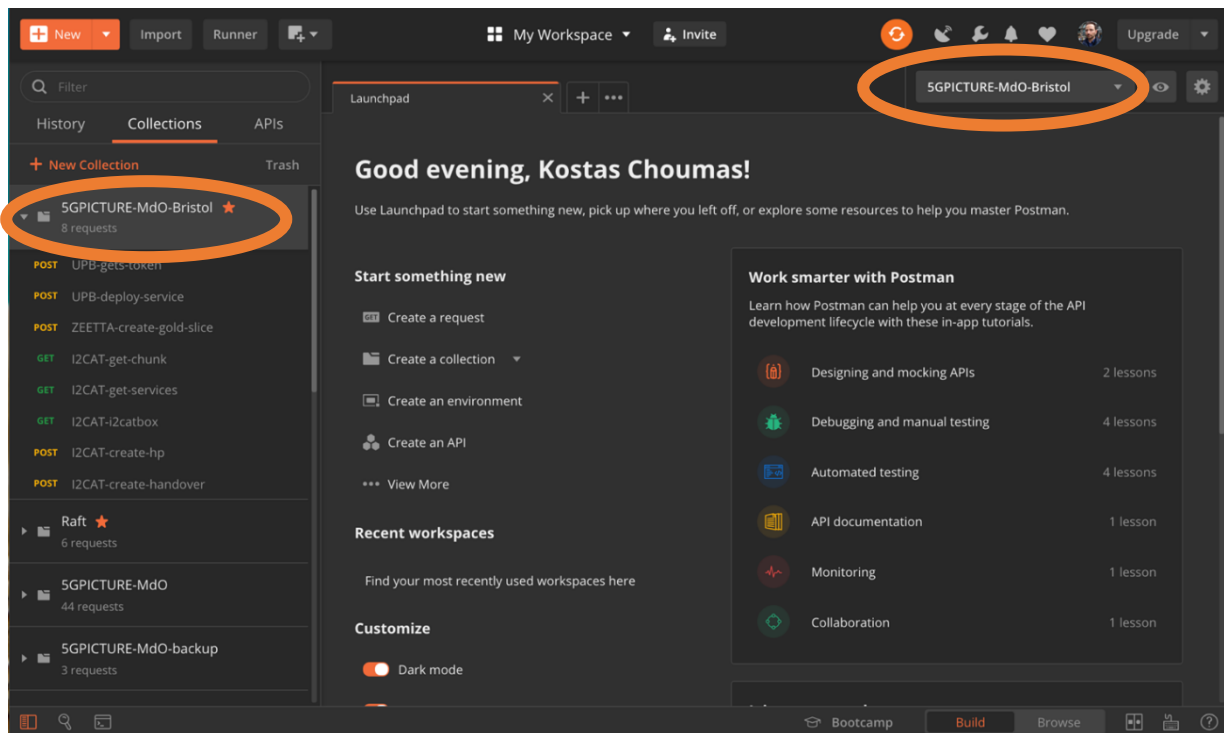 New
Import
Runner
My Workspace
Invite
Upgrade
Filter
History
Collections
APIs
+ New Collection
Trash
5GPICTURE-MdO-Bristol
8 requests
POST UPB-gets-token
POST UPB-deploy-service
POST ZEETTA-create-gold-slice
GET I2CAT-get-chunk
GET I2CAT-get-services
GET I2CAT-i2catbox
POST I2CAT-create-hp
POST I2CAT-create-handover
Raft
6 requests
5GPICTURE-MdO
44 requests
5GPICTURE-MdO-backup
3 requests
Launchpad
5GPICTURE-MdO-Bristol
Good evening, Kostas Choumas!
Use Launchpad to start something new, pick up where you left off, or explore some resources to help you master Postman.
Start something new
GET Create a request
Create a collection
Create an environment
Create an API
View More
Recent workspaces
Find your most recently used workspaces here
Customize
Dark mode
Work smarter with Postman
Learn how Postman can help you at every stage of the API
development lifecycle with these in-app tutorials.
Designing and mocking APIs 2 lessons
Debugging and manual testing 4 lessons
Automated testing 4 lessons
API documentation 1 lesson
Monitoring 1 lesson
Collaboration 1 lesson
Bootcamp
Build
Browse